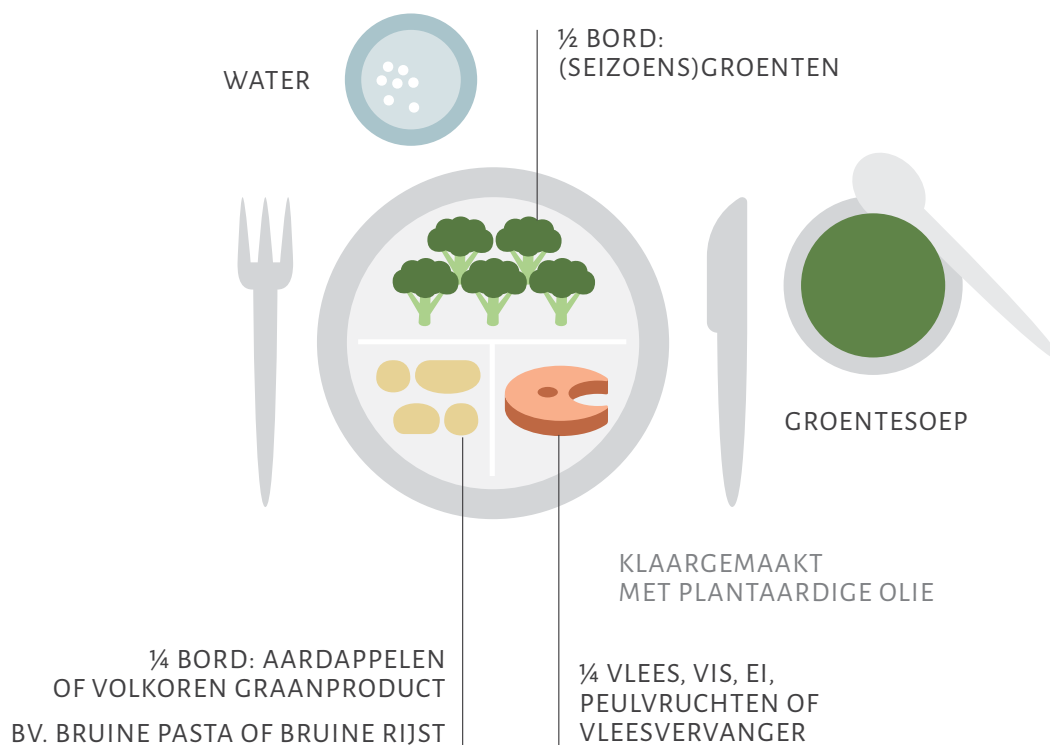 WATER
½ BORD:
(SEIZOENS)GROENTEN
GROENTESOEP
KLAARGEMAAKT
MET PLANTAARDIGE OLIE
¼ BORD: AARDAPPELEN
OF VOLKOREN GRAANPRODUCT
BV. BRUINE PASTA OF BRUINE RIJST
¼ VLEES, VIS, EI,
PEULVRUCHTEN OF
VLEESVERVANGER